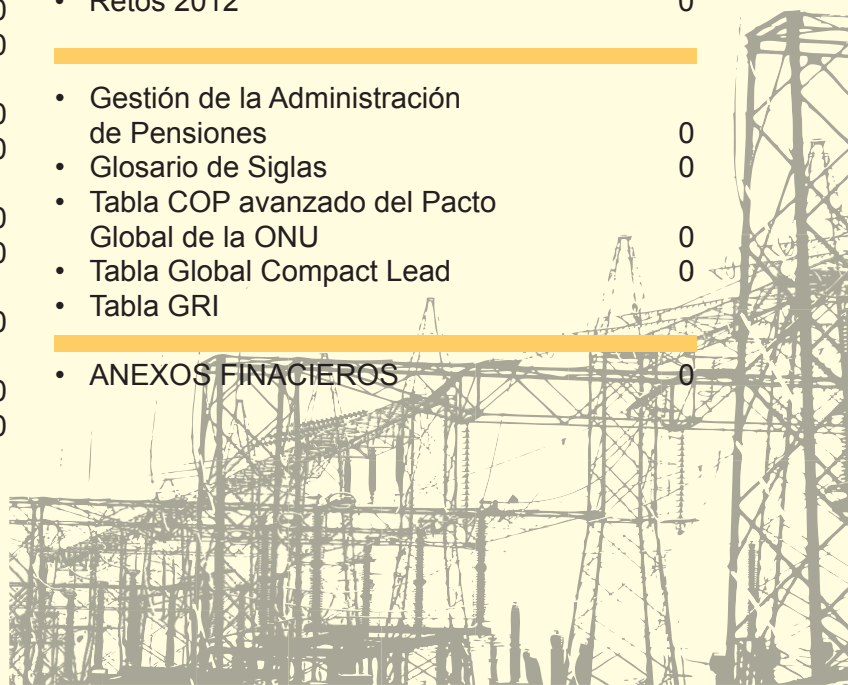 • Retos 2012 0
• Gestión de la Administración
de Pensiones 0
• Glosario de Siglas 0
• Tabla COP avanzado del Pacto
Global de la ONU 0
• Tabla Global Compact Lead 0
• Tabla GRI
• ANEXOS FINACIEROS 0